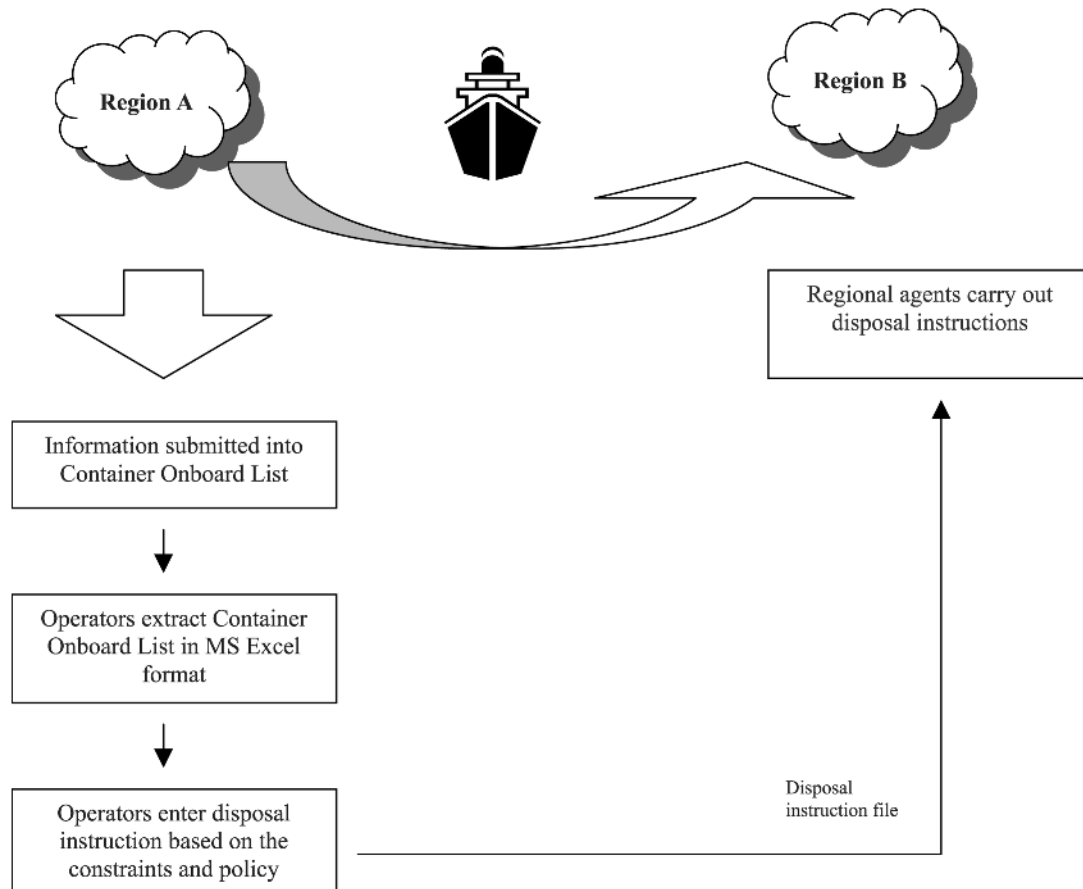 Region A
Region B
Regional agents carry out
disposal instructions
Information submitted into
Container Onboard List
Operators extract Container
Onboard List in MS Excel
format
Operators enter disposal
instruction based on the
constraints and policy
Disposal
instruction file